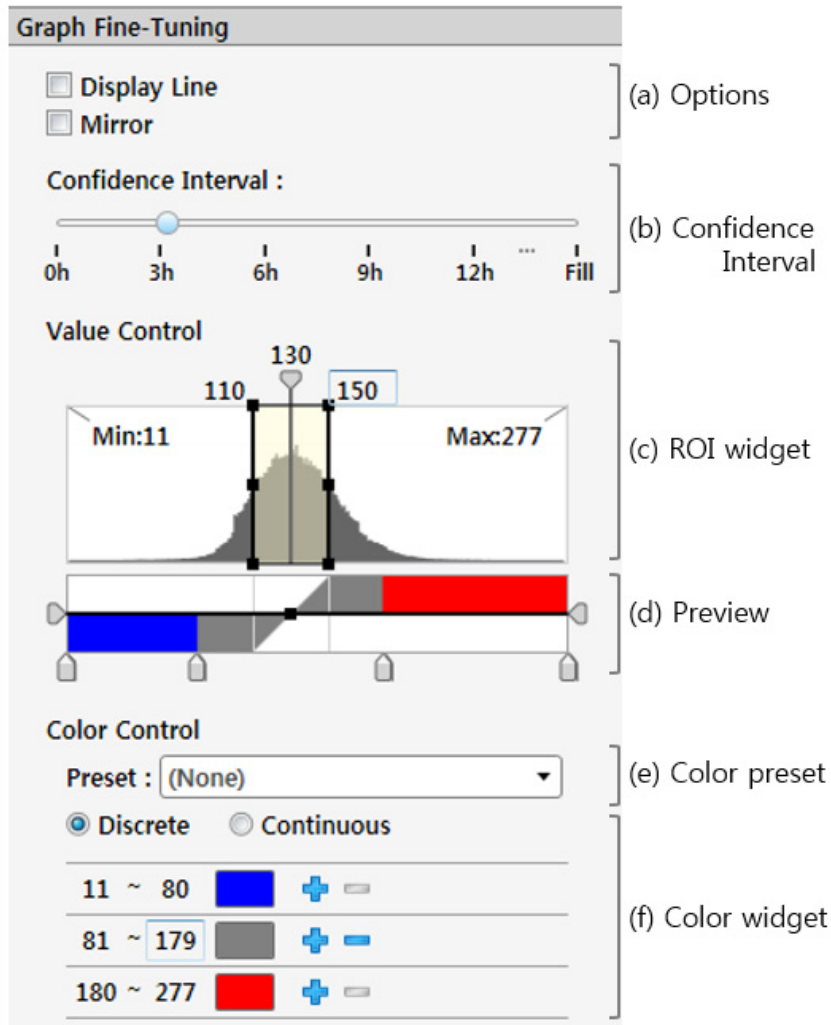 Graph Fine-Tuning
Display Line
Mirror
(a) Options
Confidence Interval :
0h 3h 6h 9h 12h ... Fill
(b) Confidence
Interval
Value Control
130
110 150
Min:11 Max:277
(c) ROI widget
(d) Preview
Color Control
Preset : (None)
(e) Color preset
Discrete Continuous
11 ~ 80
81 ~ 179
180 ~ 277
(f) Color widget